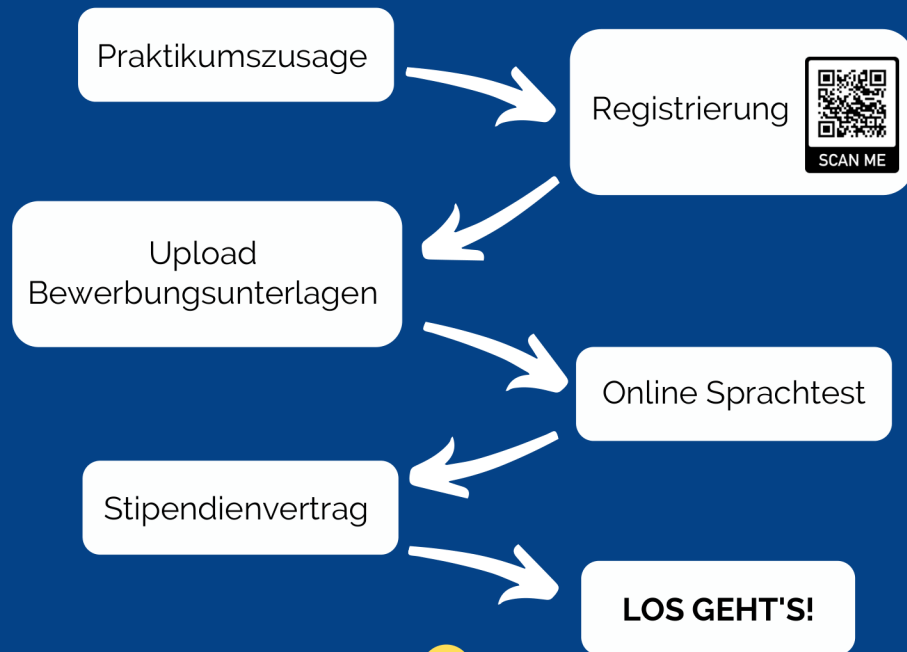 Praktikumszusage
Registrierung
SCAN ME
Upload
Bewerbungsunterlagen
Online Sprachtest
Stipendienvertrag
LOS GEHT'S!